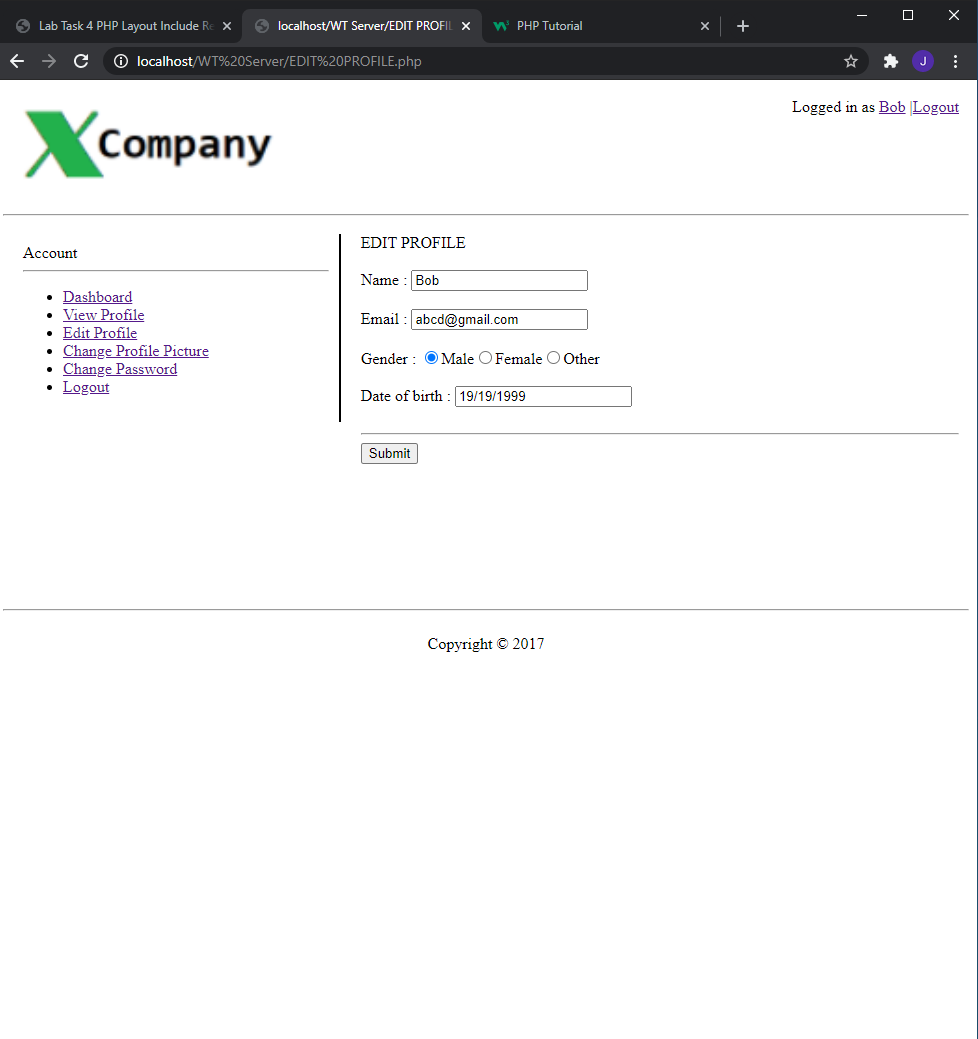 Lab Task 4 PHP Layout Include Re
localhost/WT Server/EDIT PROFIL
PHP Tutorial
localhost/WT%20Server/EDIT%20PROFILE.php
J
X Company
Logged in as Bob |Logout
Account
Dashboard
View Profile
Edit Profile
Change Profile Picture
Change Password
Logout
EDIT PROFILE
Name : Bob
Email : abcd@gmail.com
Gender : Male Female Other
Date of birth : 19/19/1999
Submit
Copyright © 2017